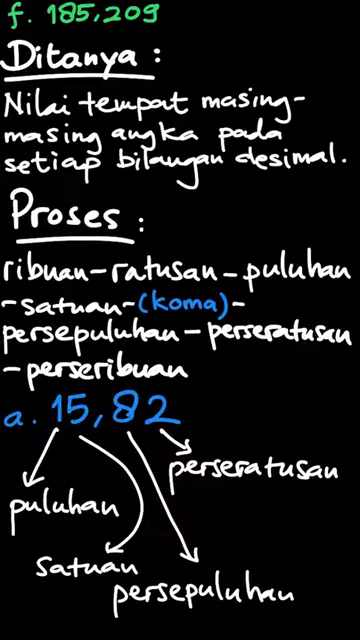 f. 185,209
Ditanya :
Nilai tempat masing-
masing angka pada
setiap bilangan desimal.
Proses :
ribuan-ratusan-puluhan
-satuan-(koma)-
persepuluhan-perseratusan
-perseribuan
a. 15,82
perseratusan
puluhan
satuan
persepuluhan